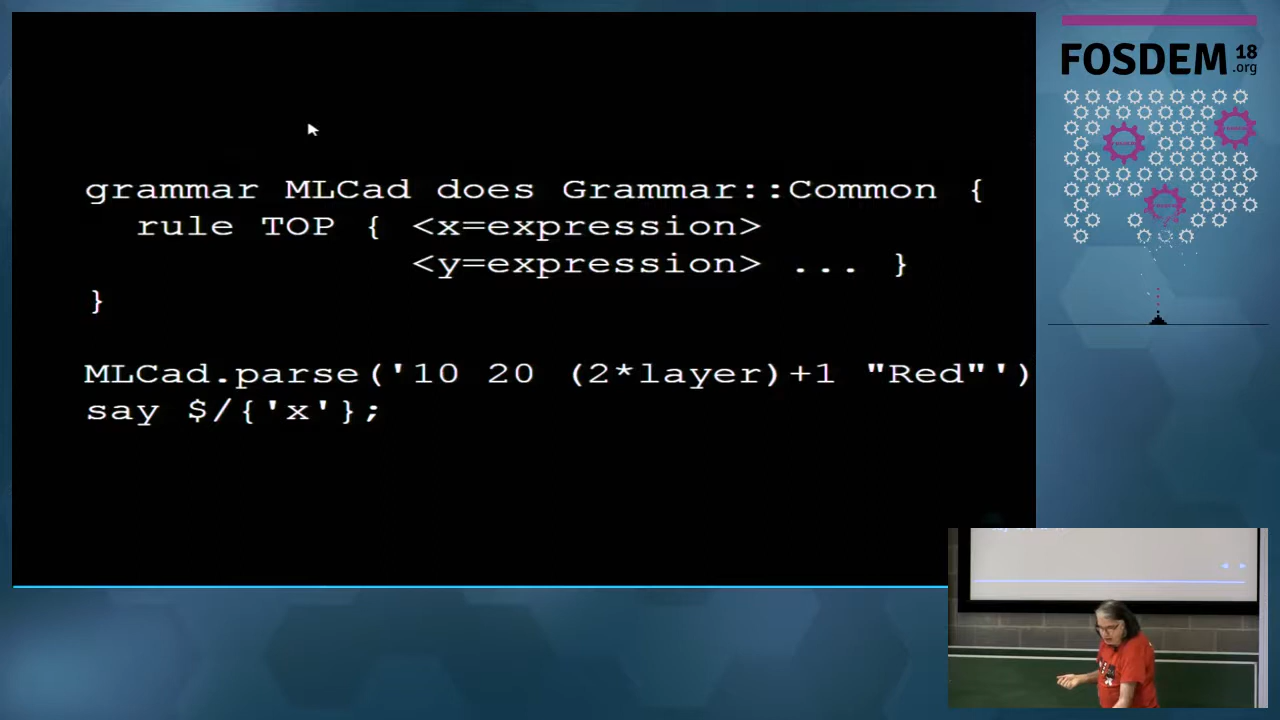 grammar MLCad does Grammar::Common {
rule TOP { <x=expression>
<y=expression> ... }
}
MLCad.parse('10 20 (2*layer)+1 "Red"')
say $/{'x'};
FOSDEM 18
.org